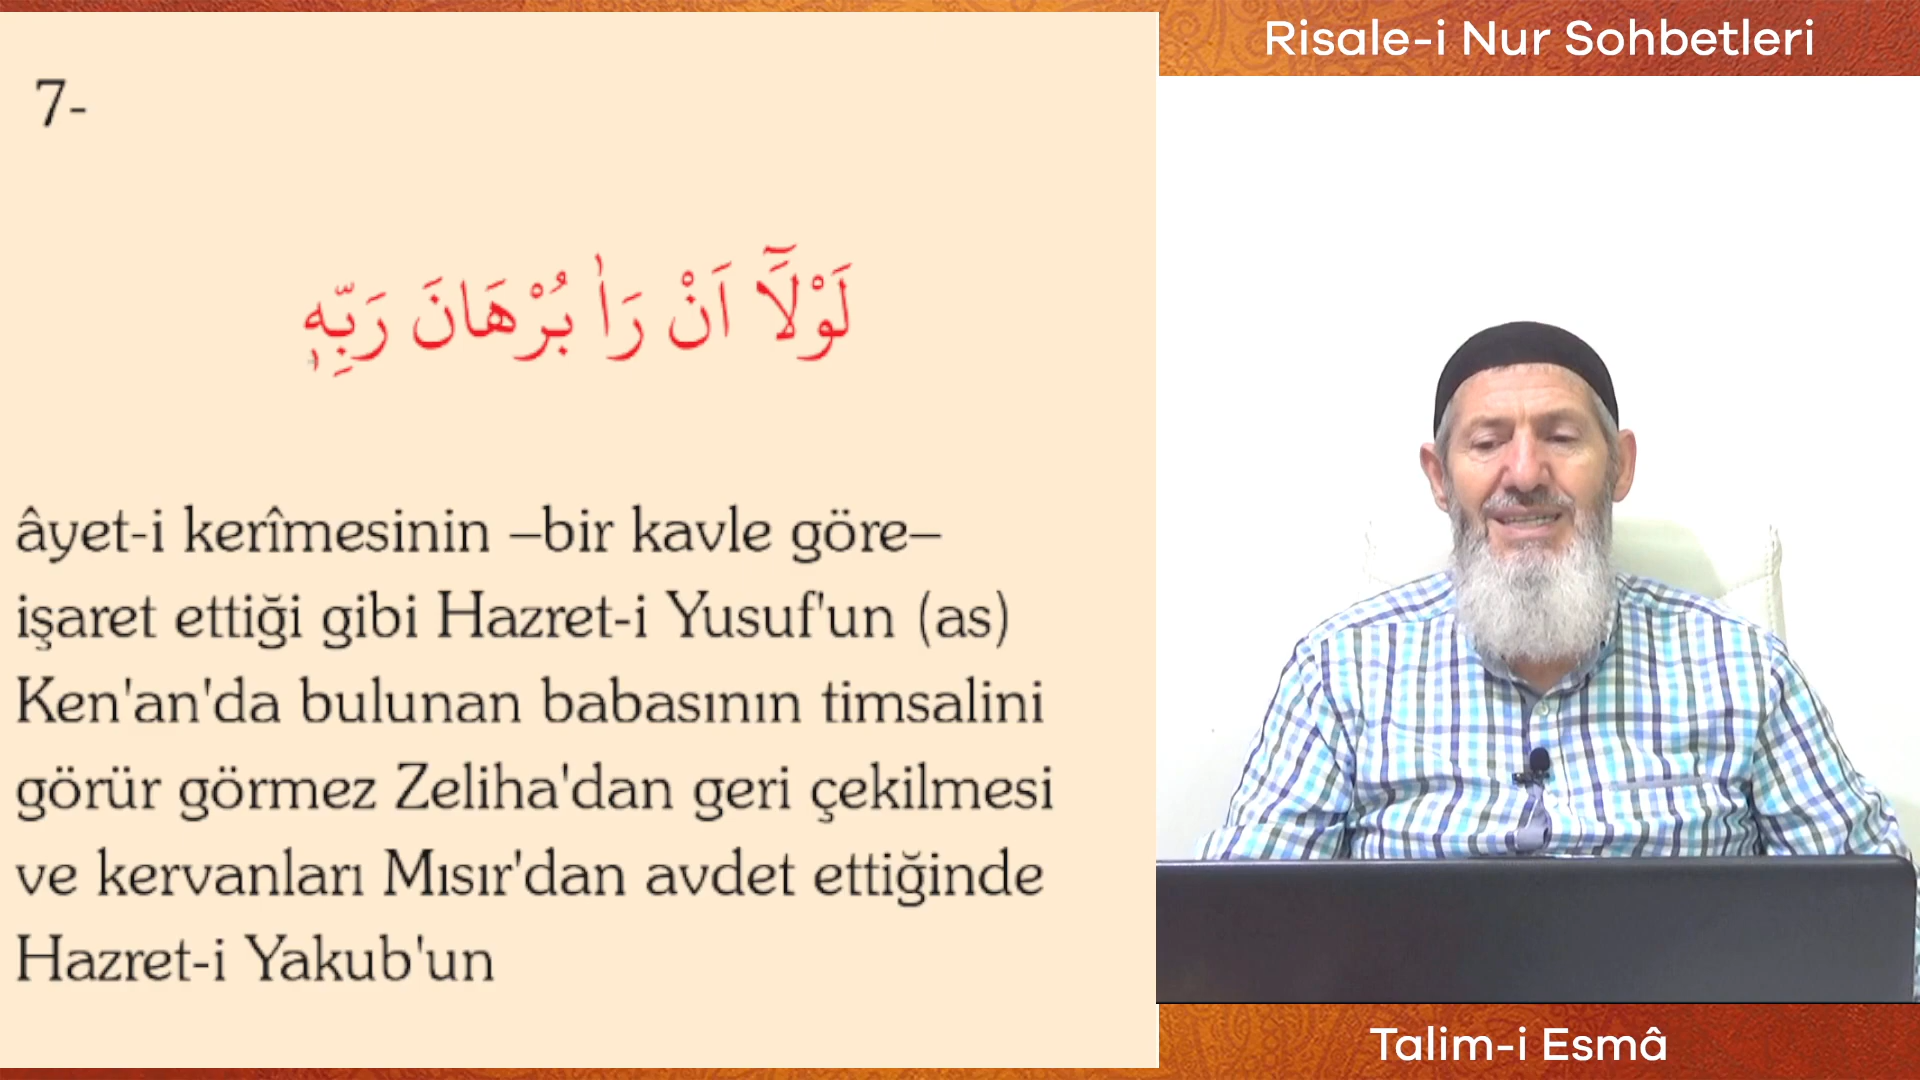 Risale-i Nur Sohbetleri
7-
لَوْلَٓا اَنْ رَاٰ بُرْهَانَ رَبِّهٖ
âyet-i kerîmesinin –bir kavle göre–
işaret ettiği gibi Hazret-i Yusuf'un (as)
Ken'an'da bulunan babasının timsalini
görür görmez Zeliha'dan geri çekilmesi
ve kervanları Mısır'dan avdet ettiğinde
Hazret-i Yakub'un
Talim-i Esmâ